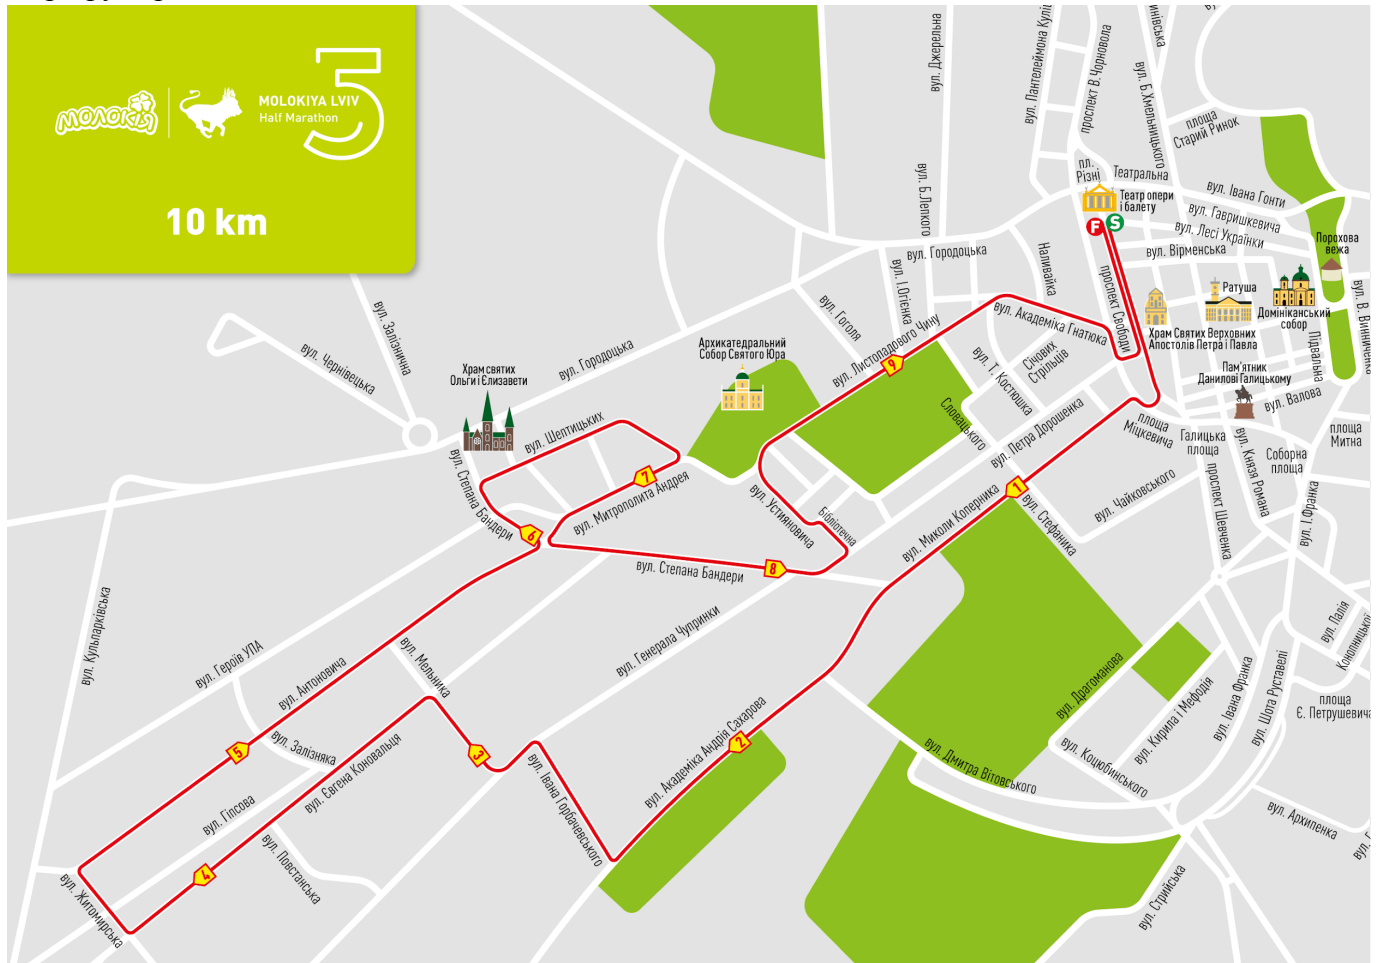 МОЛОКІЯ
MOLOKIYA LVIV
Half Marathon
5
10 km
вул. Джерельна
вул. Пантелеймона Куліш
проспект В.Чорновола
вул. Б.Хмельницького
площа
Старий Ринок
пл.
Різні
Театральна
Театр опери
і балету
F
S
вул. Івана Гонти
вул. Гавришкевича
вул. Лесі Українки
вул. Вірменська
Порохова
вежа
вул. Б.Лепкого
вул. Городоцька
вул. І.Огієнка
Наливайка
проспект Свободи
Ратуша
Домініканський
собор
вул. В. Винниченка
Підвальна
Храм Святих Верховних
Апостолів Петра і Павла
Пам'ятник
Данилові Галицькому
вул. Валова
площа
Митна
вул. Залізнична
вул. Чернівецька
вул. Городоцька
вул. Гоголя
вул. Листопадового Чину
9
вул. Академіка Гнатюка
вул. Т. Костюшка
Січових
Стрільців
Словацького
вул. Петра Дорошенка
площа
Міцкевича
Галицька
площа
вул. Князя Романа
Соборна
площа
проспект Шевченка
вул. І.Франка
Архикатедральний
Собор Святого Юра
Храм святих
Ольги і Єлизавети
вул. Шептицьких
вул. Степана Бандери
7
вул. Митрополита Андрея
6
вул. Устияновича
Бібліотечна
вул. Миколи Коперника
1
вул. Стефаника
вул. Чайковського
вул. Степана Бандери
8
вул. Кульпарківська
вул. Героїв УПА
вул. Антоновича
вул. Мельника
вул. Генерала Чупринки
вул. Палія
Конопницької
площа
Є. Петрушевича
вул. Драгоманова
вул. Кирила і Мефодія
вул. Івана Франка
вул. Шота Руставелі
5
вул. Залізняка
вул. Євгена Коновальця
3
вул. Івана Горбачевського
вул. Академіка Андрія Сахарова
2
вул. Дмитра Вітовського
вул. Коцюбинського
вул. Архипенка
вул. Гіпсова
4
вул. Повстанська
вул. Житомирська
вул. Стрийська